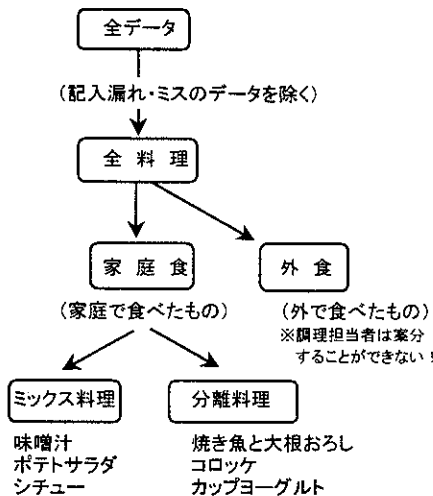 全データ
(記入漏れ・ミスのデータを除く)
全料理
家庭食
外食
(家庭で食べたもの)
(外で食べたもの)
※調理担当者は案分
することができない!
ミックス料理
分離料理
味噌汁
焼き魚と大根おろし
ポテトサラダ
コロッケ
シチュー
カップヨーグルト